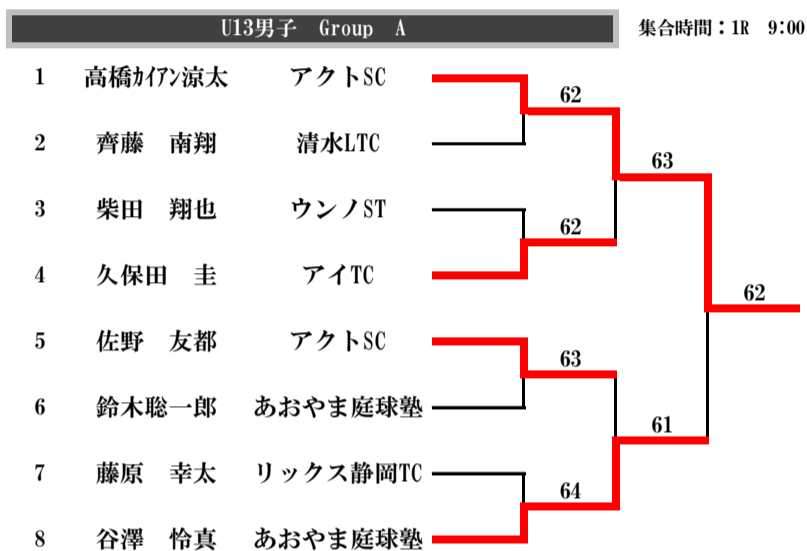 U13男子 Group A 集合時間：1R 9:00
1 高橋ｶｲｱﾝ涼太 アクトSC
62
2 齊藤 南翔 清水LTC
63
3 柴田 翔也 ウンノST
62
4 久保田 圭 アイTC
62
5 佐野 友都 アクトSC
63
6 鈴木聡一郎 あおやま庭球塾
61
7 藤原 幸太 リックス静岡TC
64
8 谷澤 怜真 あおやま庭球塾